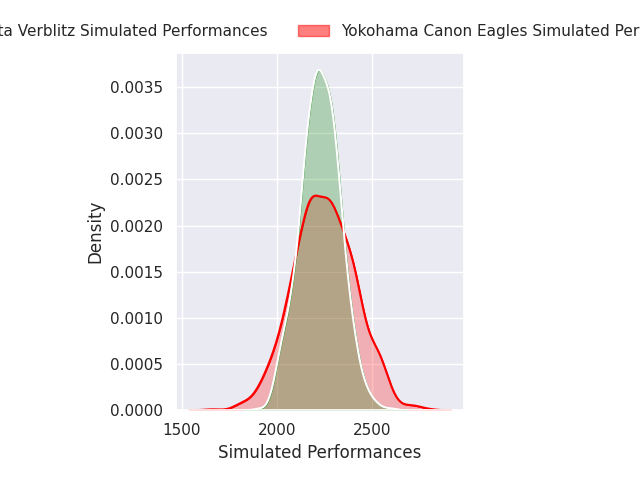 ta Verblitz Simulated Performances
Yokohama Canon Eagles Simulated Per
0.0035
0.0030
0.0025
0.0020
0.0015
0.0010
0.0005
0.0000
Density
1500 2000 2500
Simulated Performances